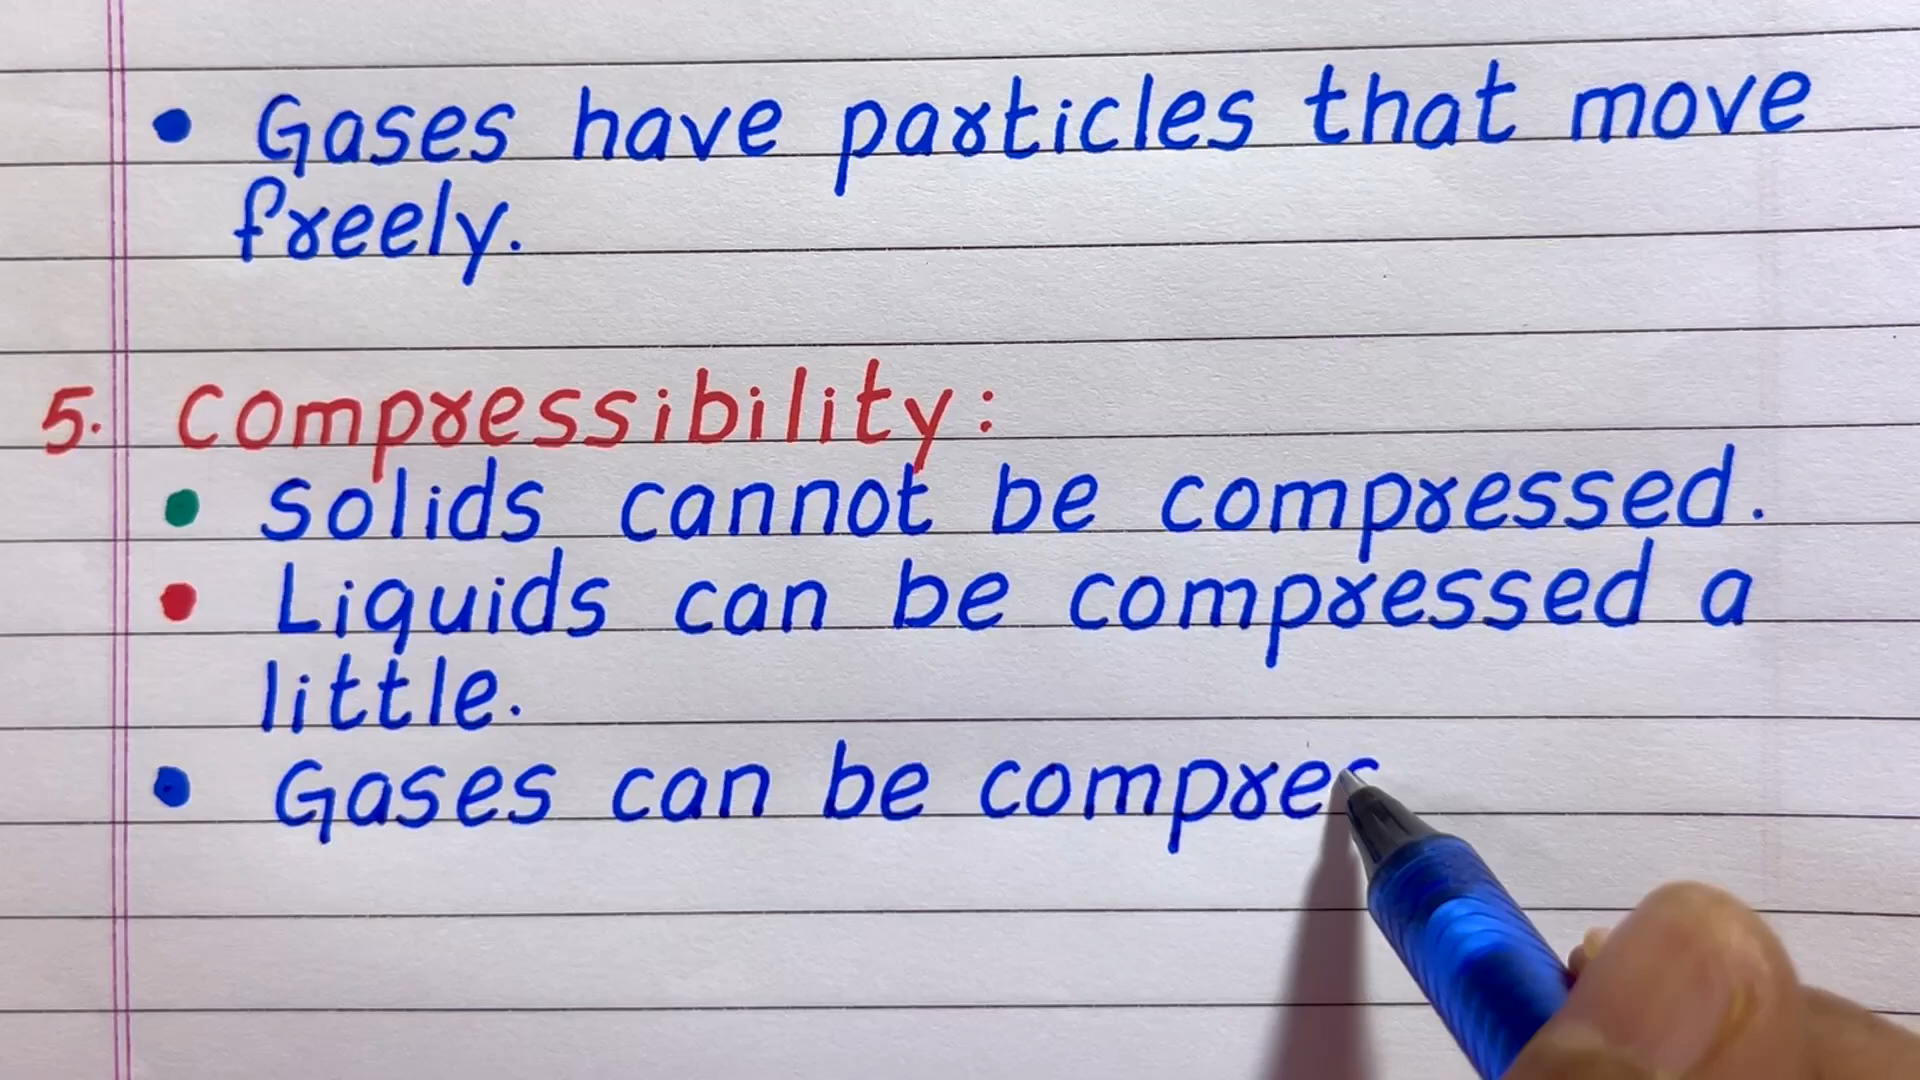 • Gases have particles that move
freely.
5. Compressibility:
• Solids cannot be compressed.
• Liquids can be compressed a
little.
• Gases can be compres